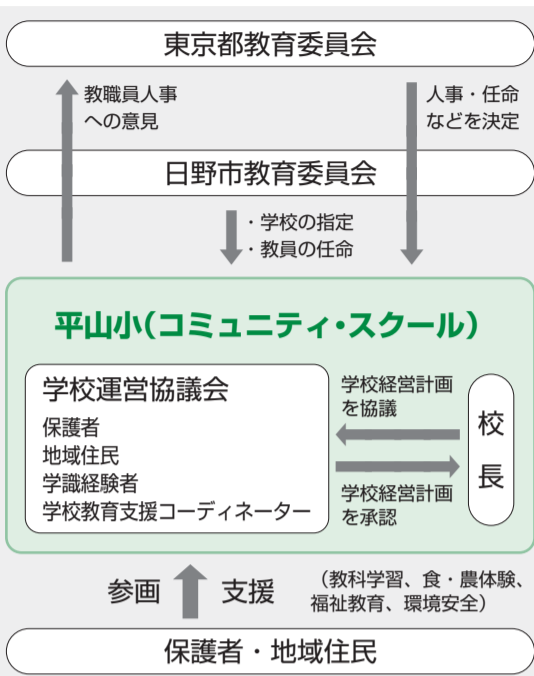 東京都教育委員会
教職員人事
への意見
人事・任命
などを決定
日野市教育委員会
・学校の指定
・教員の任命
平山小(コミュニティ・スクール)
学校運営協議会
保護者
地域住民
学識経験者
学校教育支援コーディネーター
学校経営計画
を協議
学校経営計画
を承認
校長
参画 支援
(教科学習、食・農体験、
福祉教育、環境安全)
保護者・地域住民